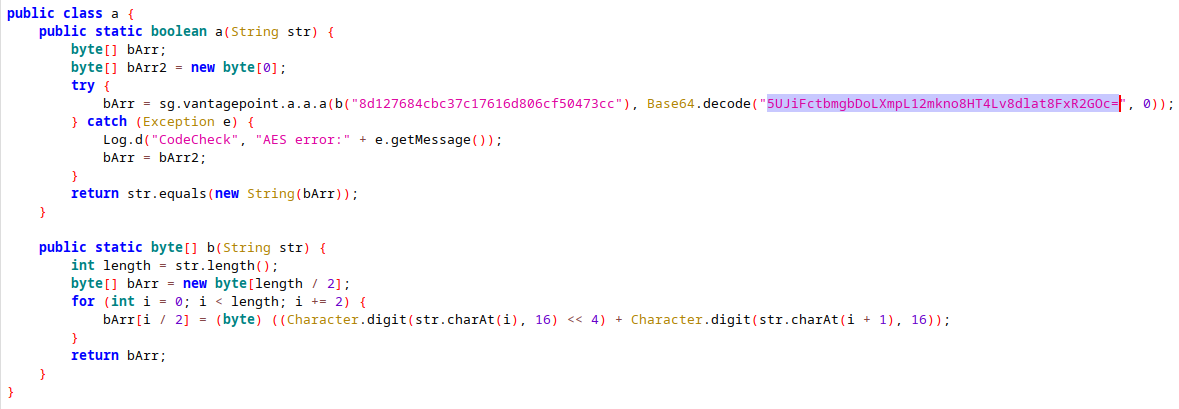 public class a {
    public static boolean a(String str) {
        byte[] bArr;
        byte[] bArr2 = new byte[0];
        try {
            bArr = sg.vantagepoint.a.a.a(b("8d127684cbc37c17616d806cf50473cc"), Base64.decode("5UJiFctbmgbDoLXmpL12mkno8HT4Lv8dlat8FxR2GOc=", 0));
        } catch (Exception e) {
            Log.d("CodeCheck", "AES error:" + e.getMessage());
            bArr = bArr2;
        }
        return str.equals(new String(bArr));
    }

    public static byte[] b(String str) {
        int length = str.length();
        byte[] bArr = new byte[length / 2];
        for (int i = 0; i < length; i += 2) {
            bArr[i / 2] = (byte) ((Character.digit(str.charAt(i), 16) << 4) + Character.digit(str.charAt(i + 1), 16));
        }
        return bArr;
    }
}